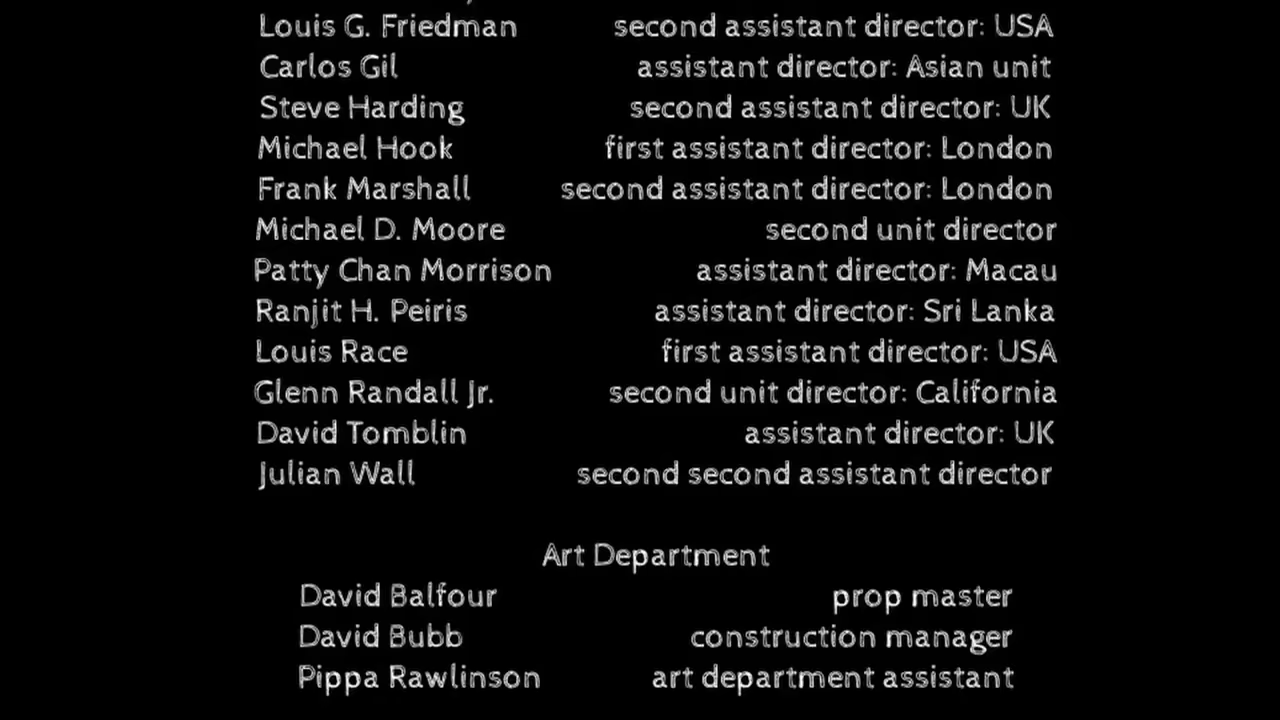 Louis G. Friedman second assistant director: USA
Carlos Gil assistant director: Asian unit
Steve Harding second assistant director: UK
Michael Hook first assistant director: London
Frank Marshall second assistant director: London
Michael D. Moore second unit director
Patty Chan Morrison assistant director: Macau
Ranjit H. Peiris assistant director: Sri Lanka
Louis Race first assistant director: USA
Glenn Randall Jr. second unit director: California
David Tomblin assistant director: UK
Julian Wall second second assistant director
Art Department
David Balfour prop master
David Bubb construction manager
Pippa Rawlinson art department assistant